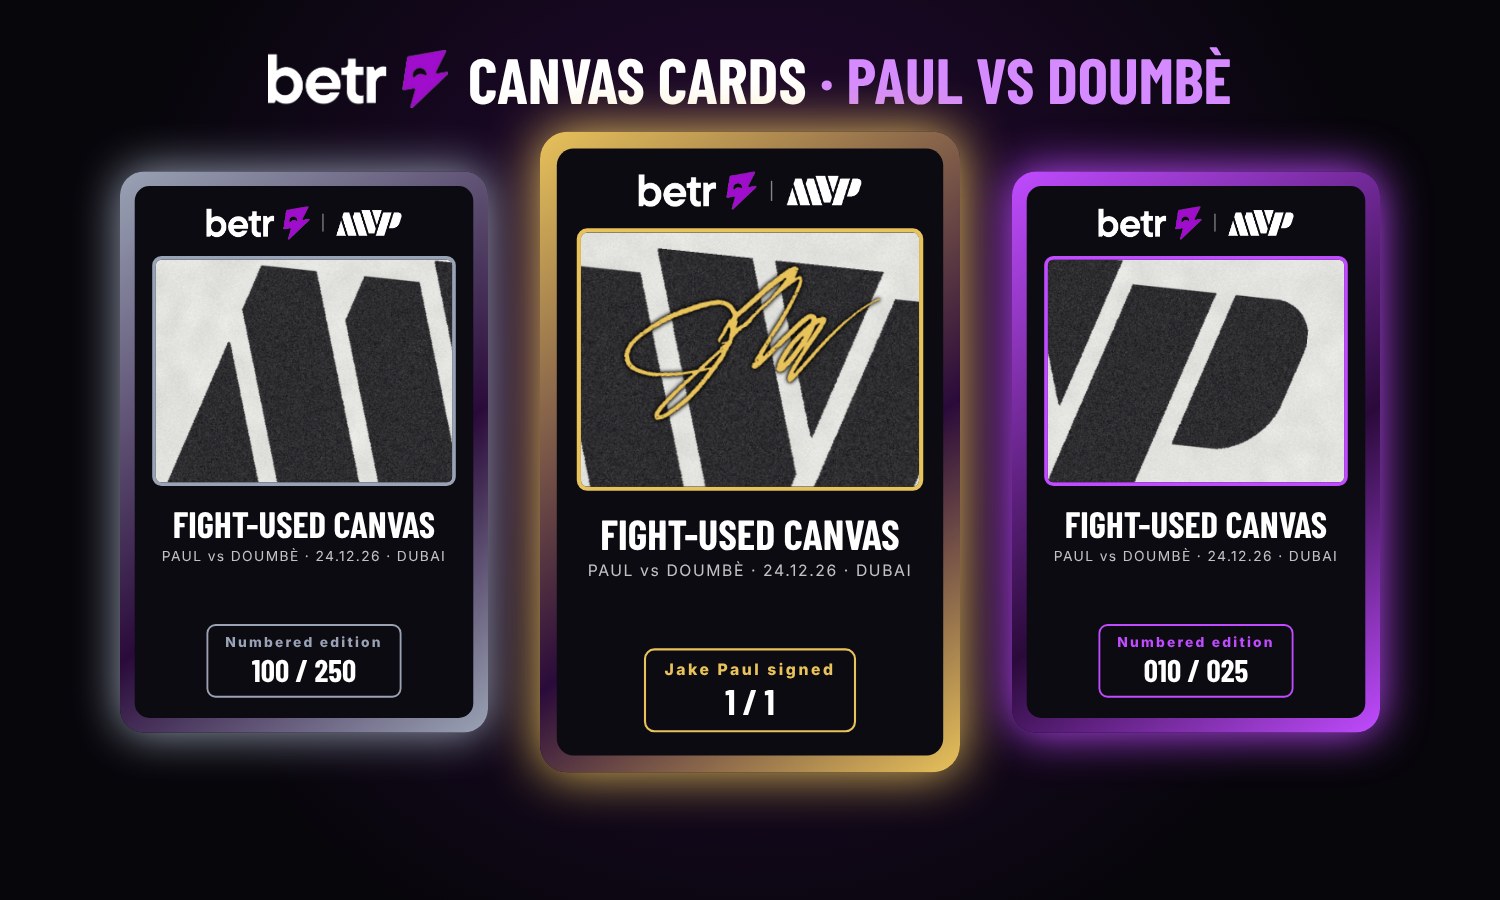 betr CANVAS CARDS · PAUL VS DOUMBÈ
betr | MVP
FIGHT-USED CANVAS
PAUL vs DOUMBÈ · 24.12.26 · DUBAI
Numbered edition
100 / 250
betr | MVP
FIGHT-USED CANVAS
PAUL vs DOUMBÈ · 24.12.26 · DUBAI
Jake Paul signed
1 / 1
betr | MVP
FIGHT-USED CANVAS
PAUL vs DOUMBÈ · 24.12.26 · DUBAI
Numbered edition
010 / 025